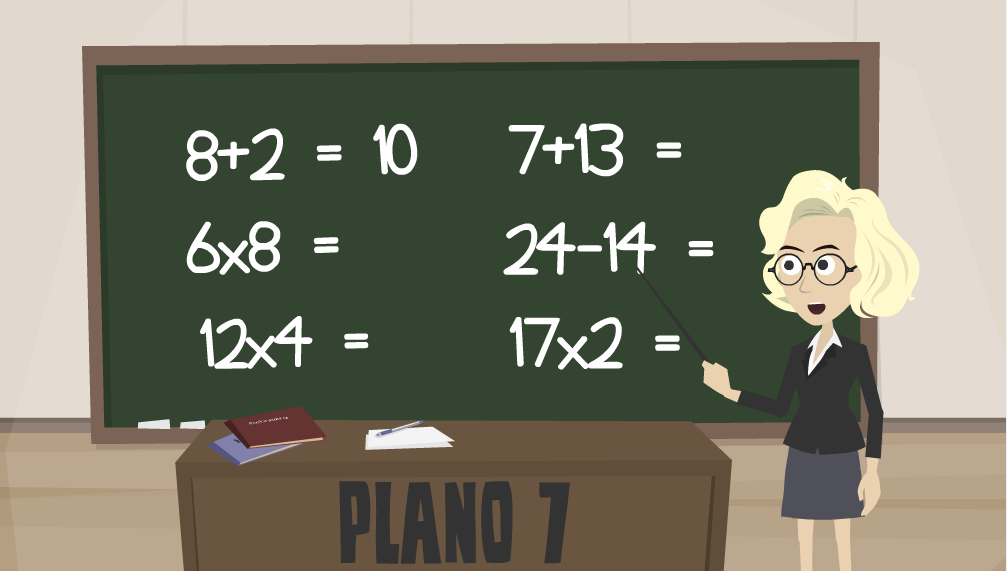 8+2 = 10
7+13 =
6x8 =
24-14 =
12x4 =
17x2 =
PLANO 7